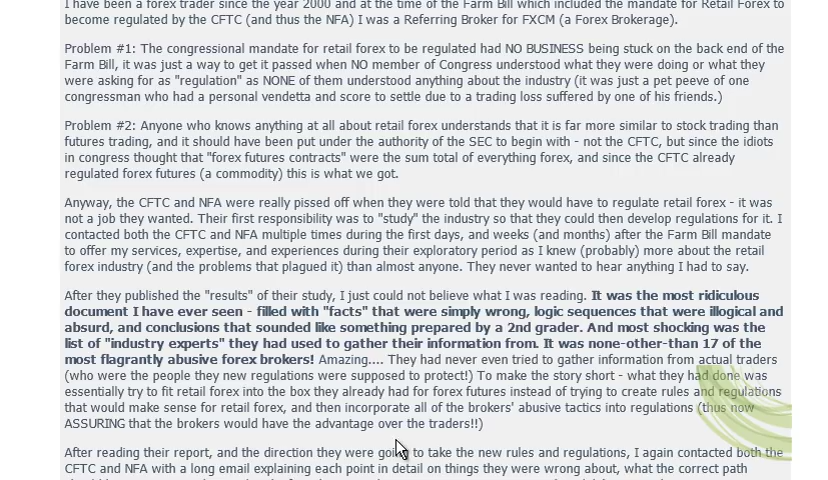 I have been a forex trader since the year 2000 and at the time of the Farm Bill which included the mandate for Retail Forex to
become regulated by the CFTC (and thus the NFA) I was a Referring Broker for FXCM (a Forex Brokerage).
Problem #1: The congressional mandate for retail forex to be regulated had NO BUSINESS being stuck on the back end of the
Farm Bill, it was just a way to get it passed when NO member of Congress understood what they were doing or what they
were asking for as "regulation" as NONE of them understood anything about the industry (it was just a pet peeve of one
congressman who had a personal vendetta and score to settle due to a trading loss suffered by one of his friends.)
Problem #2: Anyone who knows anything at all about retail forex understands that it is far more similar to stock trading than
futures trading, and it should have been put under the authority of the SEC to begin with - not the CFTC, but since the idiots
in congress thought that "forex futures contracts" were the sum total of everything forex, and since the CFTC already
regulated forex futures (a commodity) this is what we got.
Anyway, the CFTC and NFA were really pissed off when they were told that they would have to regulate retail forex - it was
not a job they wanted. Their first responsibility was to "study" the industry so that they could then develop regulations for it. I
contacted both the CFTC and NFA multiple times during the first days, and weeks (and months) after the Farm Bill mandate
to offer my services, expertise, and experiences during their exploratory period as I knew (probably) more about the retail
forex industry (and the problems that plagued it) than almost anyone. They never wanted to hear anything I had to say.
After they published the "results" of their study, I just could not believe what I was reading. It was the most ridiculous
document I have ever seen - filled with "facts" that were simply wrong, logic sequences that were illogical and
absurd, and conclusions that sounded like something prepared by a 2nd grader. And most shocking was the
list of "industry experts" they had used to gather their information from. It was none-other-than 17 of the
most flagrantly abusive forex brokers! Amazing.... They had never even tried to gather information from actual traders
(who were the people they new regulations were supposed to protect!) To make the story short - what they had done was
essentially try to fit retail forex into the box they already had for forex futures instead of trying to create rules and regulations
that would make sense for retail forex, and then incorporate all of the brokers' abusive tactics into regulations (thus now
ASSURING that the brokers would have the advantage over the traders!!)
After reading their report, and the direction they were going to take the new rules and regulations, I again contacted both the
CFTC and NFA with a long email explaining each point in detail on things they were wrong about, what the correct path